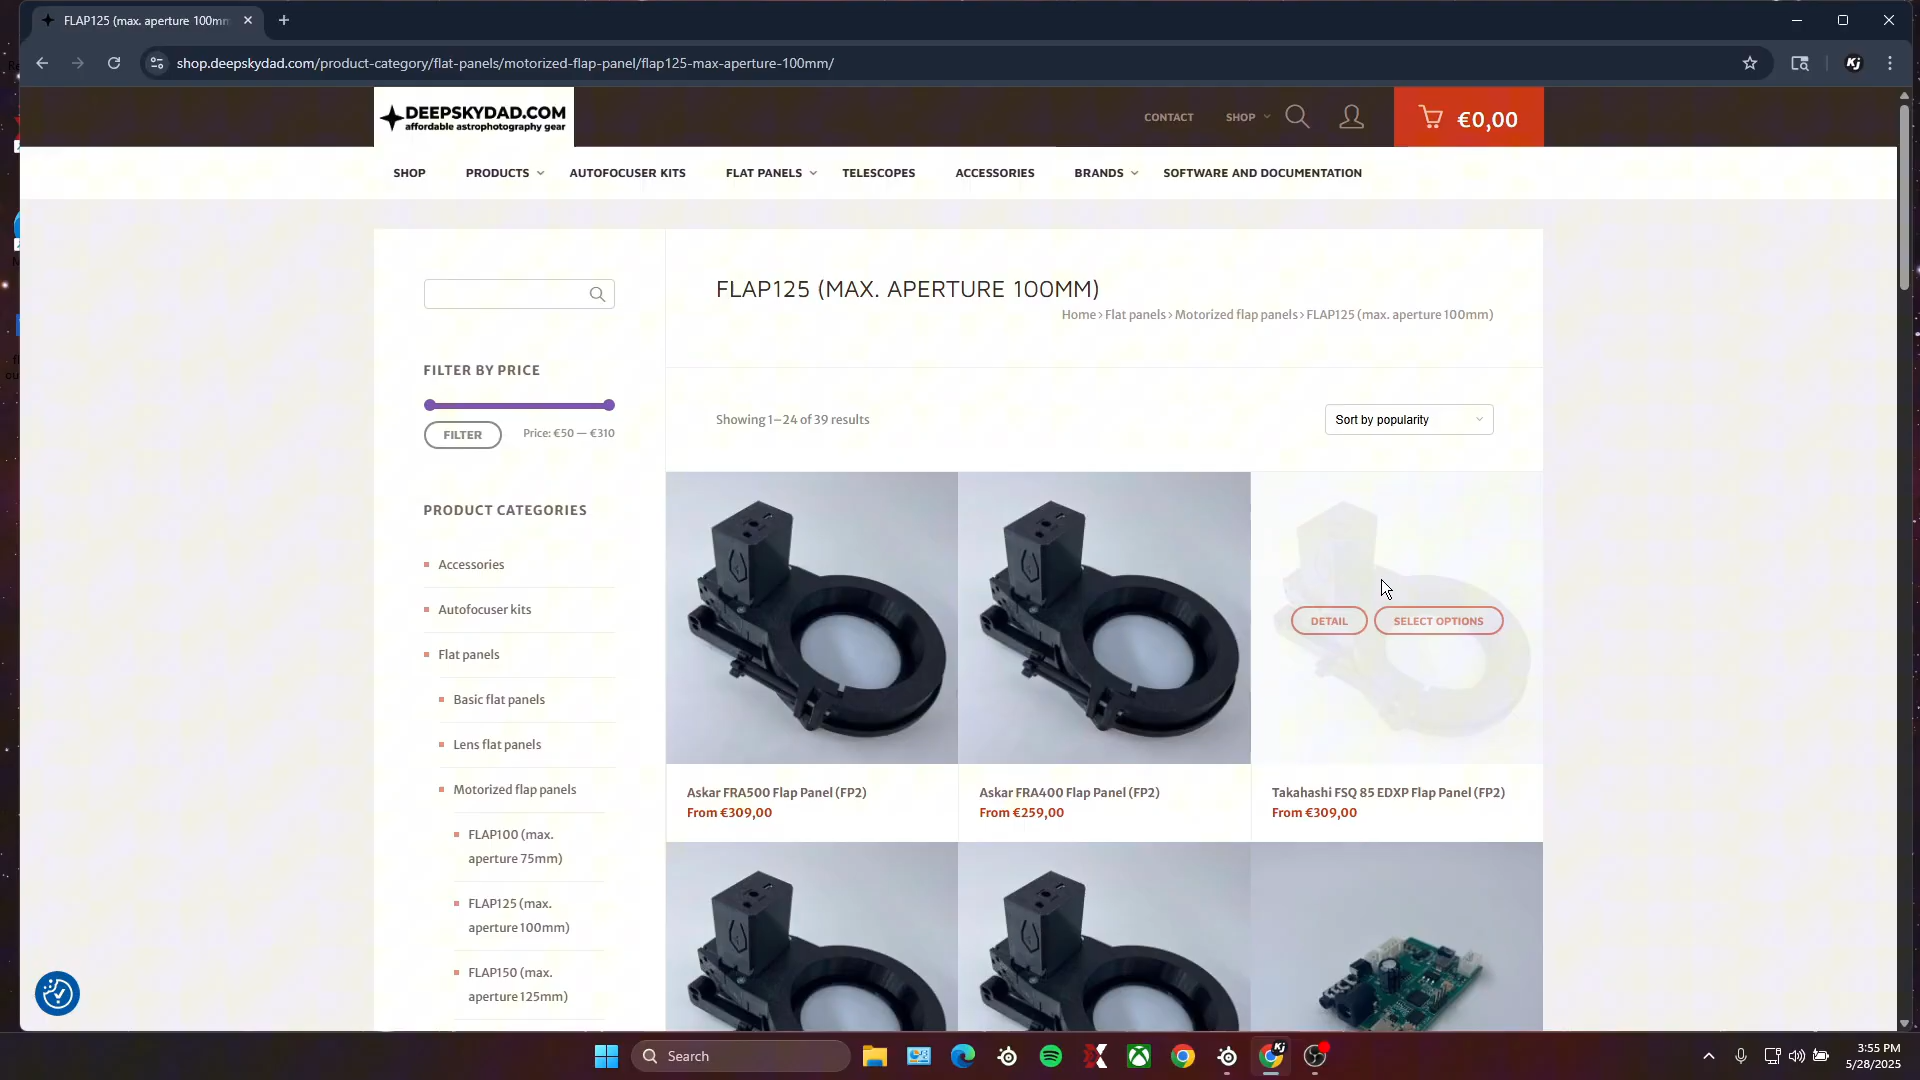 FLAP125 (max. aperture 100mm
shop.deepskydad.com/product-category/flat-panels/motorized-flap-panel/flap125-max-aperture-100mm/
Kj
DEEPSKYDAD.COM
affordable astrophotography gear
CONTACT
SHOP
€0,00
SHOP
PRODUCTS
AUTOFOCUSER KITS
FLAT PANELS
TELESCOPES
ACCESSORIES
BRANDS
SOFTWARE AND DOCUMENTATION
FLAP125 (MAX. APERTURE 100MM)
Home › Flat panels › Motorized flap panels › FLAP125 (max. aperture 100mm)
FILTER BY PRICE
FILTER
Price: €50 — €310
Showing 1–24 of 39 results
Sort by popularity
PRODUCT CATEGORIES
Accessories
Autofocuser kits
Flat panels
Basic flat panels
Lens flat panels
Motorized flap panels
FLAP100 (max.
aperture 75mm)
FLAP125 (max.
aperture 100mm)
FLAP150 (max.
aperture 125mm)
DETAIL
SELECT OPTIONS
Askar FRA500 Flap Panel (FP2)
From €309,00
Askar FRA400 Flap Panel (FP2)
From €259,00
Takahashi FSQ 85 EDXP Flap Panel (FP2)
From €309,00
Search
Kj
3:55 PM
5/28/2025